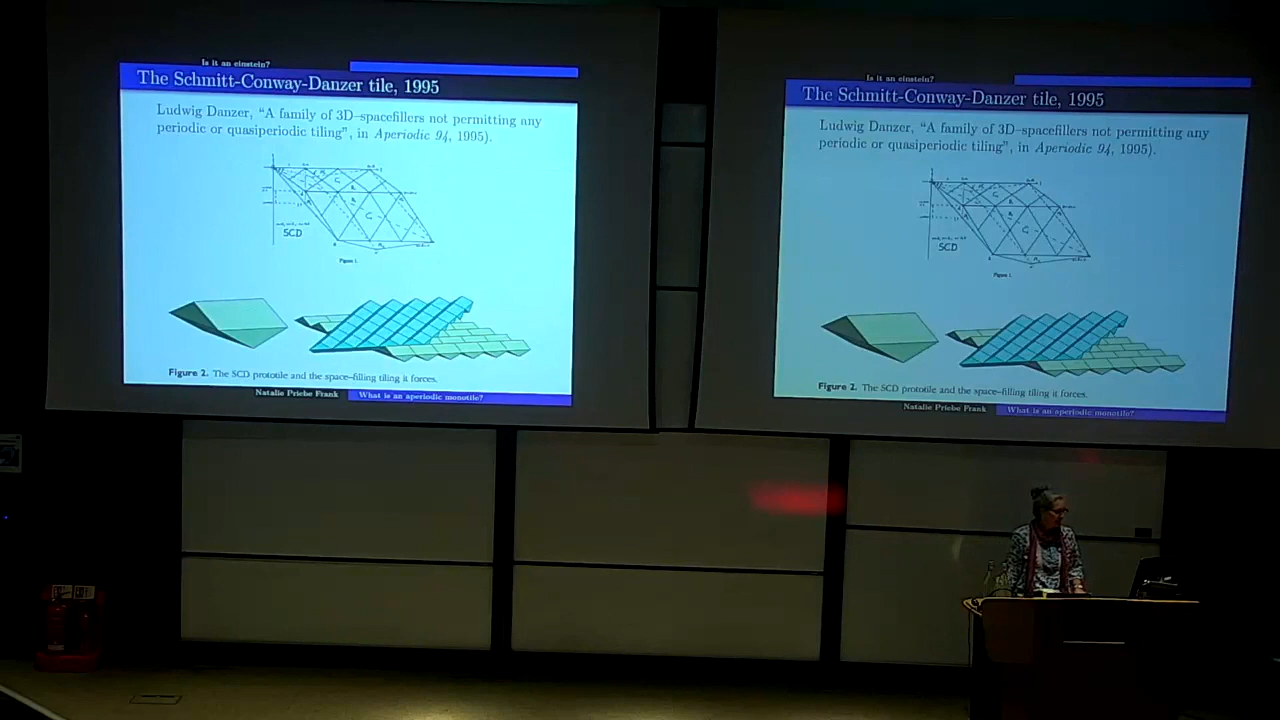 Is it an einstein?
The Schmitt-Conway-Danzer tile, 1995
Ludwig Danzer, “A family of 3D–spacefillers not permitting any
periodic or quasiperiodic tiling”, in Aperiodic 94, 1995).
SCD
Figure 1.
Figure 2. The SCD prototile and the space–filling tiling it forces.
Natalie Priebe Frank What is an aperiodic monotile?
Is it an einstein?
The Schmitt-Conway-Danzer tile, 1995
Ludwig Danzer, “A family of 3D–spacefillers not permitting any
periodic or quasiperiodic tiling”, in Aperiodic 94, 1995).
SCD
Figure 1.
Figure 2. The SCD prototile and the space–filling tiling it forces.
Natalie Priebe Frank What is an aperiodic monotile?